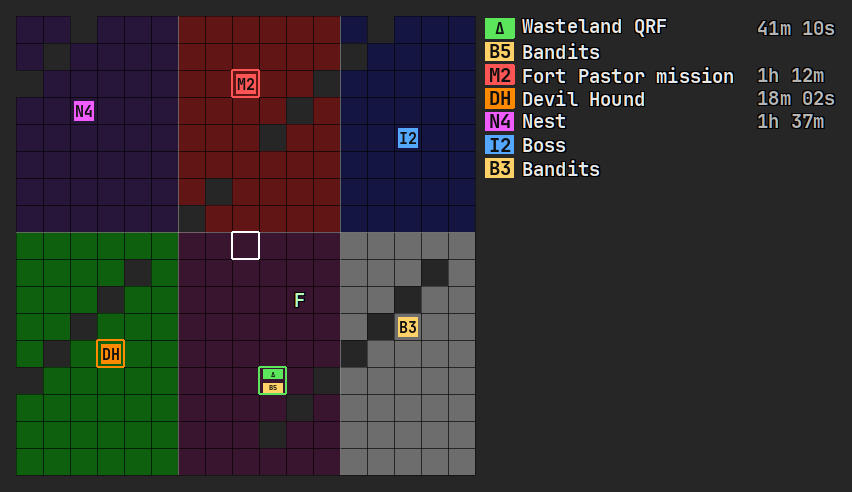 Δ Wasteland QRF 41m 10s
B5 Bandits
M2 Fort Pastor mission 1h 12m
DH Devil Hound 18m 02s
N4 Nest 1h 37m
I2 Boss
B3 Bandits
M2
N4
I2
F
B3
DH
Δ
B5